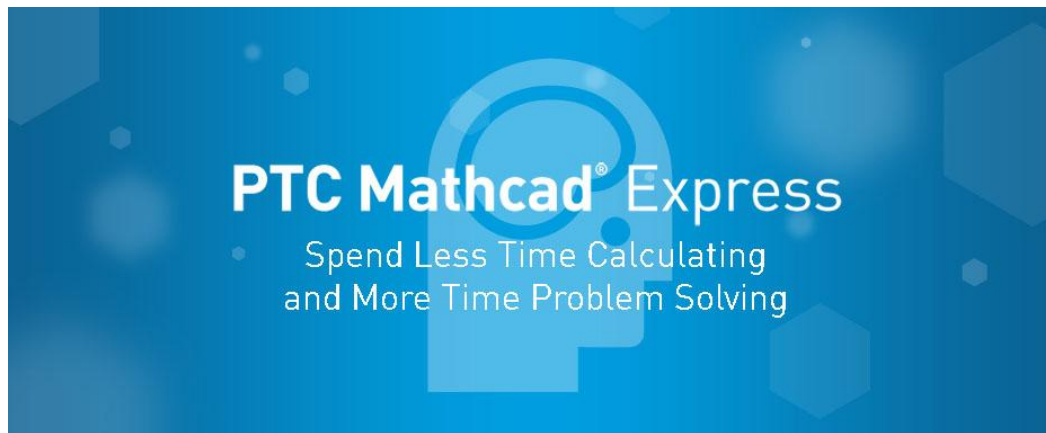 PTC Mathcad® Express
Spend Less Time Calculating
and More Time Problem Solving